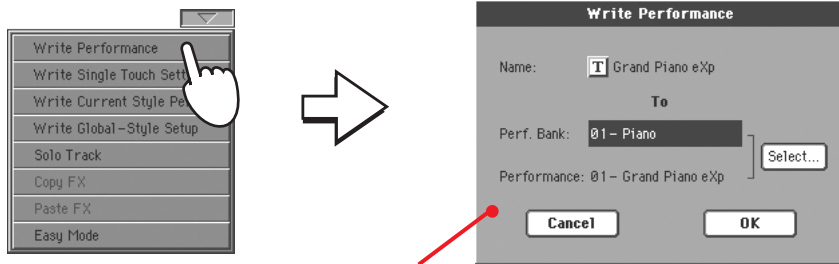 Write Performance
Write Single Touch
Write Current Style
Write Global-Style Setup
Solo Track
Copy FX
Paste FX
Easy Mode
Write Performance
Name: T Grand Piano eXp
To
Perf. Bank: 01- Piano
Select...
Performance: 01- Grand Piano eXp
Cancel OK